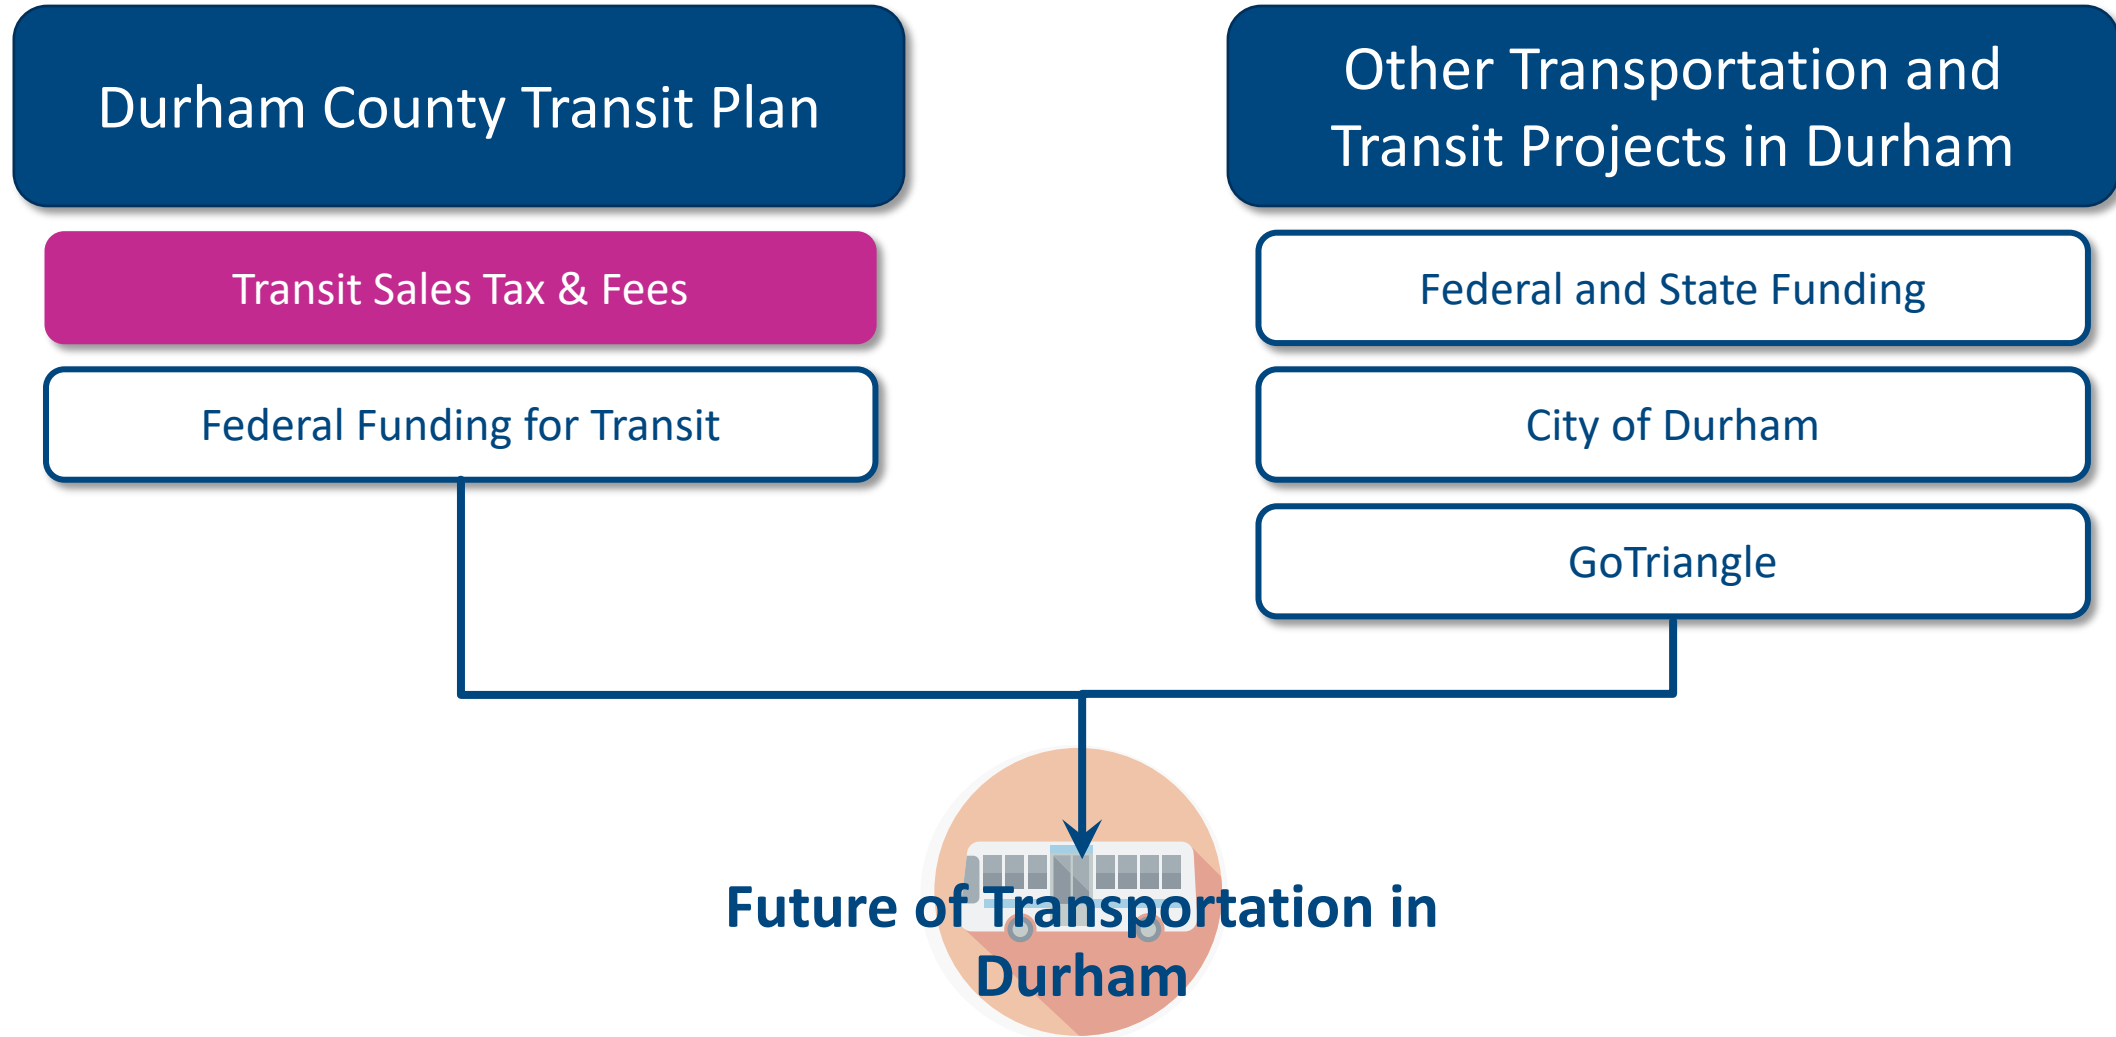 Durham County Transit Plan
Transit Sales Tax & Fees
Federal Funding for Transit
Other Transportation and
Transit Projects in Durham
Federal and State Funding
City of Durham
GoTriangle
Future of Transportation in
Durham